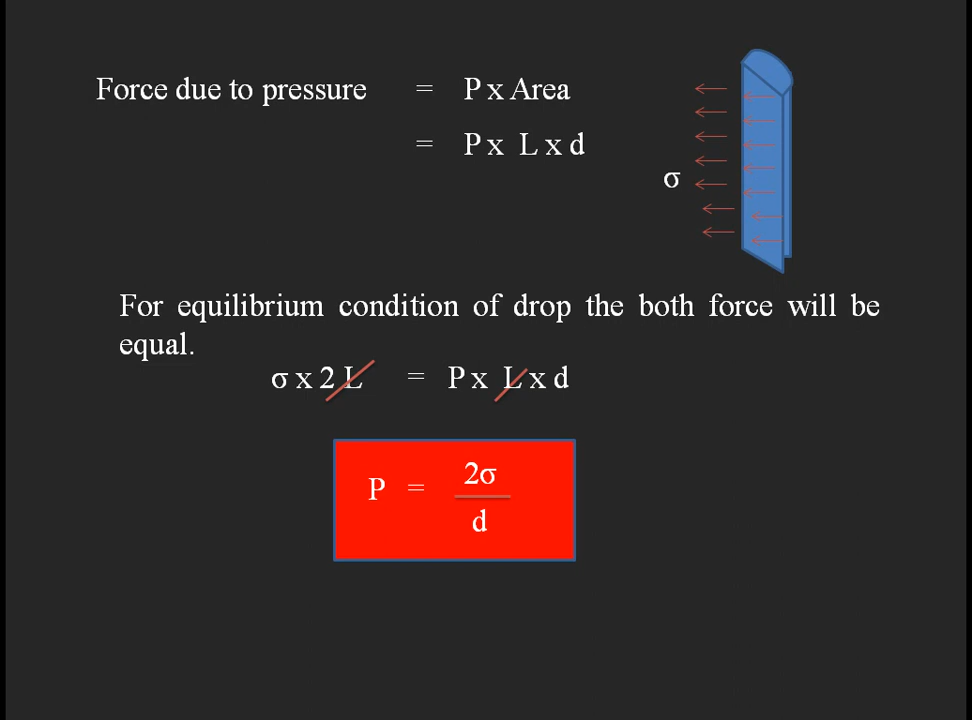 Force due to pressure = P x Area
= P x L x d
σ
For equilibrium condition of drop the both force will be
equal.
σ x 2 L = P x L x d
P = 2σ
d